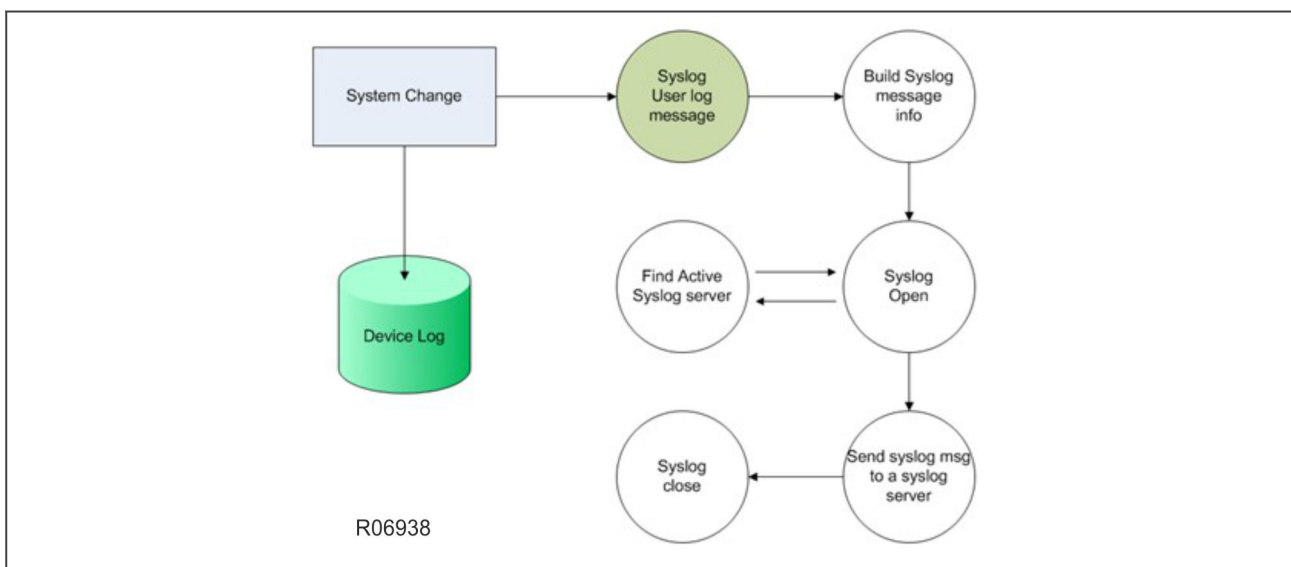 System Change
Syslog
User log
message
Build Syslog
message
info
Find Active
Syslog server
Syslog
Open
Device Log
Syslog
close
Send syslog msg
to a syslog
server
R06938